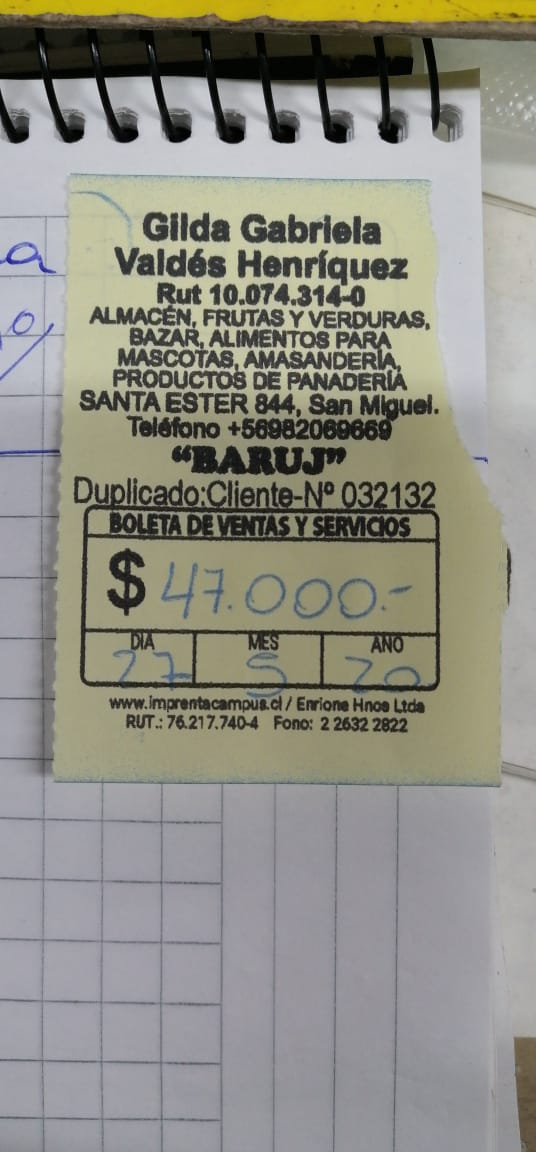 Gilda Gabriela
Valdés Henríquez
Rut 10.074.314-0
ALMACÉN, FRUTAS Y VERDURAS,
BAZAR, ALIMENTOS PARA
MASCOTAS, AMASANDERÍA,
PRODUCTOS DE PANADERÍA
SANTA ESTER 844, San Miguel.
Teléfono +56982069669
“BARUJ”
Duplicado:Cliente-Nº 032132
BOLETA DE VENTAS Y SERVICIOS
$ 47.000.-
DIA MES AÑO
27 5 20
www.imprentacampus.cl / Enrione Hnos Ltda
RUT.: 76.217.740-4 Fono: 2 2632 2822